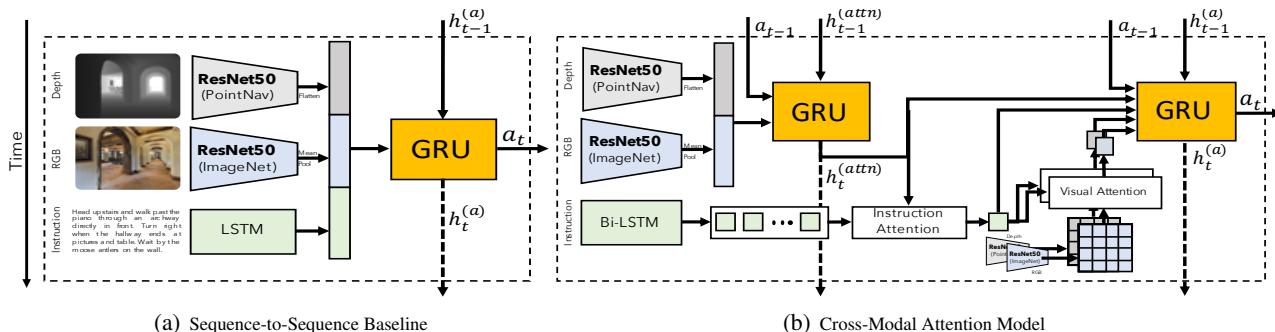 Time
Depth
RGB
Instruction
Head upstairs and walk past the
piano through an archway
directly in front. Turn right
when the hallway ends at
pictures and table. Wait by the
moose antlers on the wall.
ResNet50
(PointNav)
Flatten
ResNet50
(ImageNet)
Mean
Pool
LSTM
h_{t-1}^{(a)}
GRU
a_t
h_t^{(a)}
(a) Sequence-to-Sequence Baseline
Depth
RGB
Instruction
ResNet50
(PointNav)
Flatten
ResNet50
(ImageNet)
Mean
Pool
Bi-LSTM
a_{t-1}
h_{t-1}^{(attn)}
GRU
h_t^{(attn)}
Instruction
Attention
Depth
ResNet50
(Point
ResNet50
(ImageNet)
RGB
Visual Attention
a_{t-1}
h_{t-1}^{(a)}
GRU
a_t
h_t^{(a)}
(b) Cross-Modal Attention Model